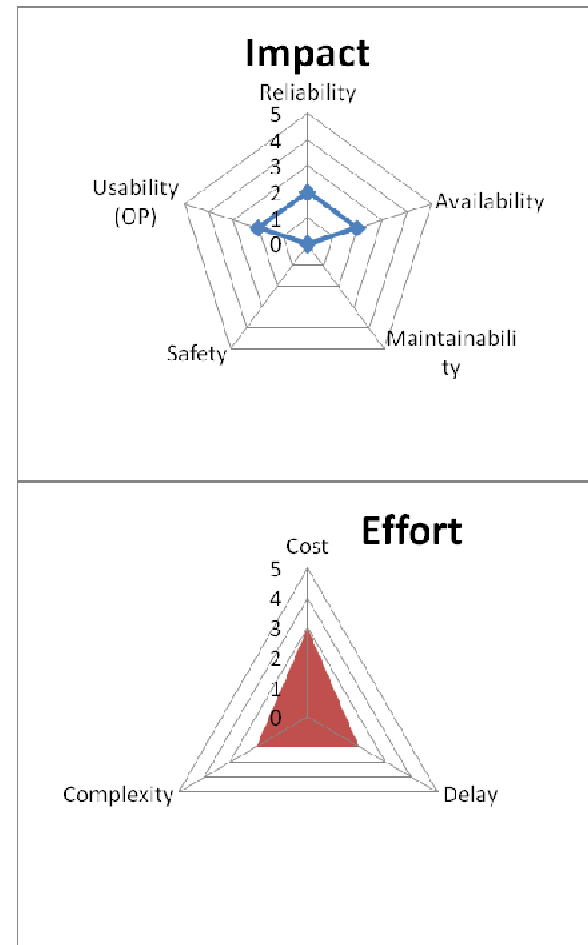 Impact
Reliability
5
4
3
2
1
0
Usability
(OP)
Availability
Safety
Maintainabili
ty
Effort
Cost
5
4
3
2
1
0
Complexity
Delay